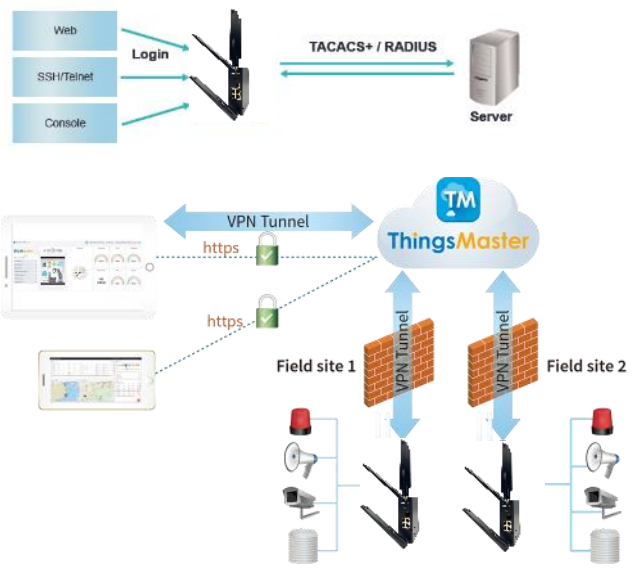 Web
Login
TACACS+ / RADIUS
SSH/Telnet
Console
Server
VPN Tunnel
TM
ThingsMaster
https
https
VPN Tunnel
VPN Tunnel
Field site 1
Field site 2